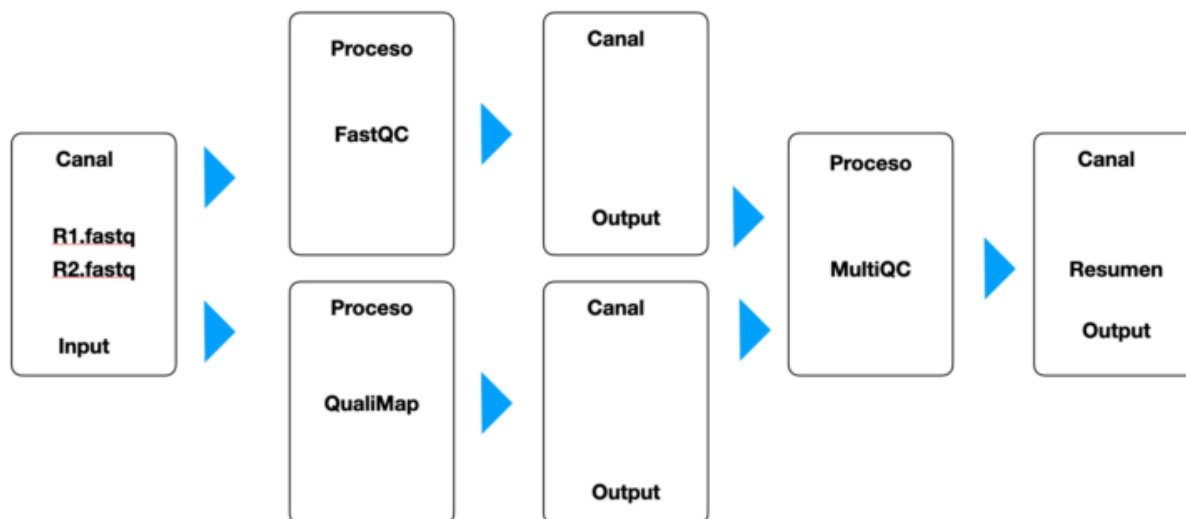 Canal
R1.fastq
R2.fastq
Input
Proceso
FastQC
Canal
Output
Proceso
QualiMap
Canal
Output
Proceso
MultiQC
Canal
Resumen
Output